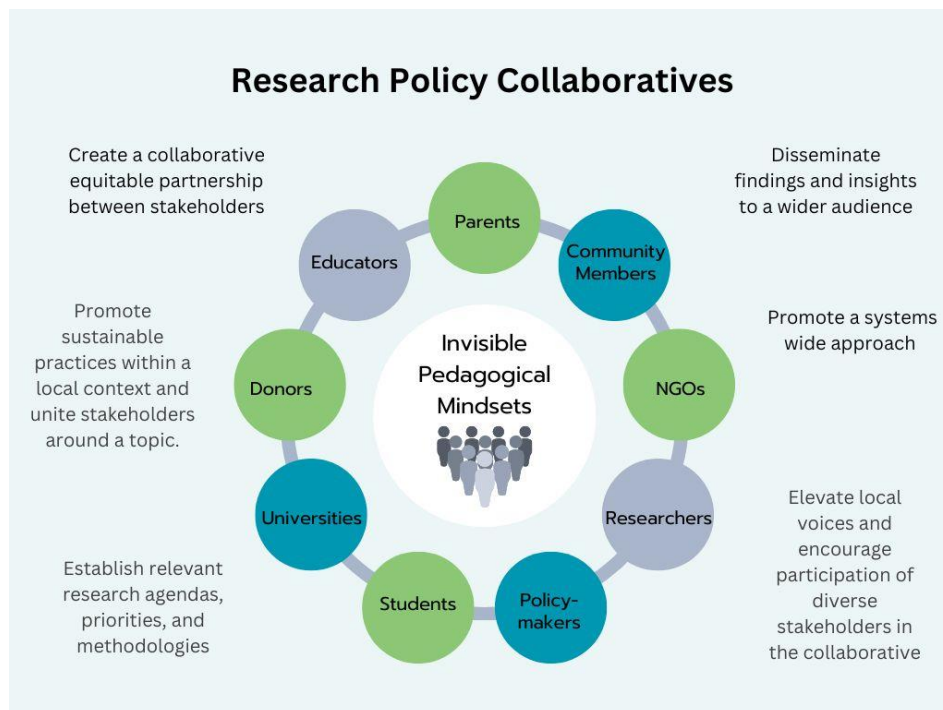 Research Policy Collaboratives
Create a collaborative
equitable partnership
between stakeholders
Disseminate
findings and insights
to a wider audience
Parents
Educators
Community
Members
Promote
sustainable
practices within a
local context and
unite stakeholders
around a topic.
Promote a systems
wide approach
Invisible
Pedagogical
Mindsets
Donors
NGOs
Universities
Researchers
Elevate local
voices and
encourage
participation of
diverse
stakeholders in
the collaborative
Establish relevant
research agendas,
priorities, and
methodologies
Students
Policy-
makers